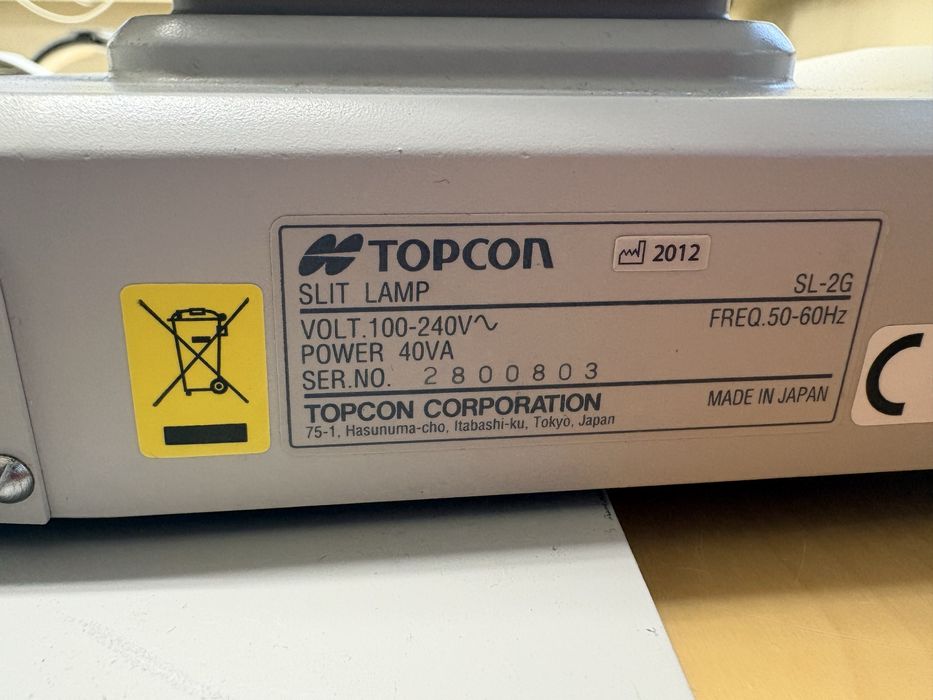 TOPCON
2012
SLIT LAMP SL-2G
VOLT.100-240V~ FREQ.50-60Hz
POWER 40VA
SER.NO. 2800803
TOPCON CORPORATION MADE IN JAPAN
75-1, Hasunuma-cho, Itabashi-ku, Tokyo, Japan